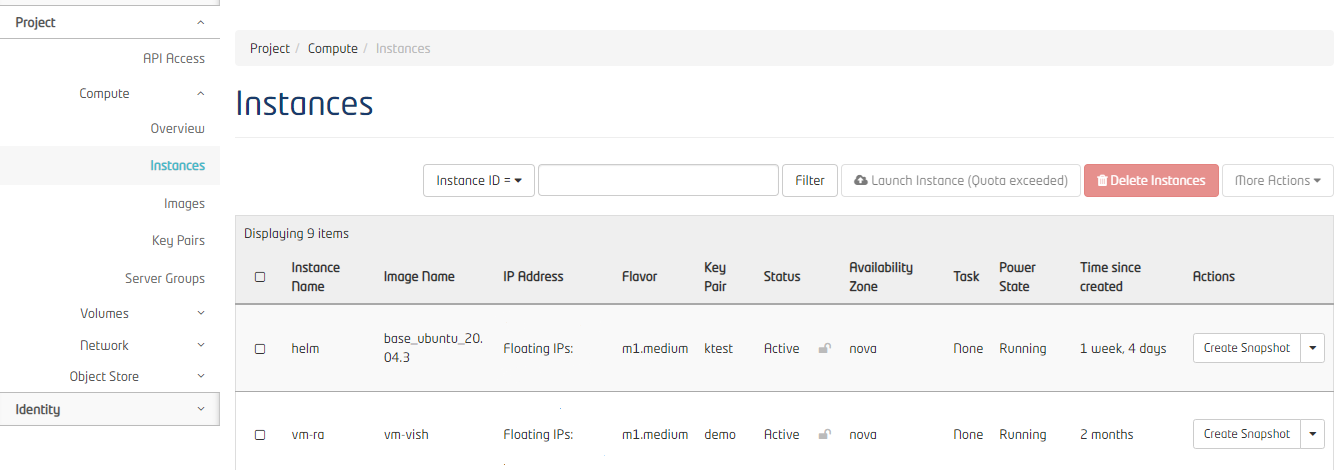 Project
API Access
Compute
Overview
Instances
Images
Key Pairs
Server Groups
Volumes
Network
Object Store
Identity
Project / Compute / Instances
Instances
Instance ID = Filter Launch Instance (Quota exceeded) Delete Instances More Actions
Displaying 9 items
Instance Name Image Name IP Address Flavor Key Pair Status Availability Zone Task Power State Time since created Actions
helm base_ubuntu_20.04.3 Floating IPs: m1.medium ktest Active nova None Running 1 week, 4 days Create Snapshot
vm-ra vm-vish Floating IPs: m1.medium demo Active nova None Running 2 months Create Snapshot